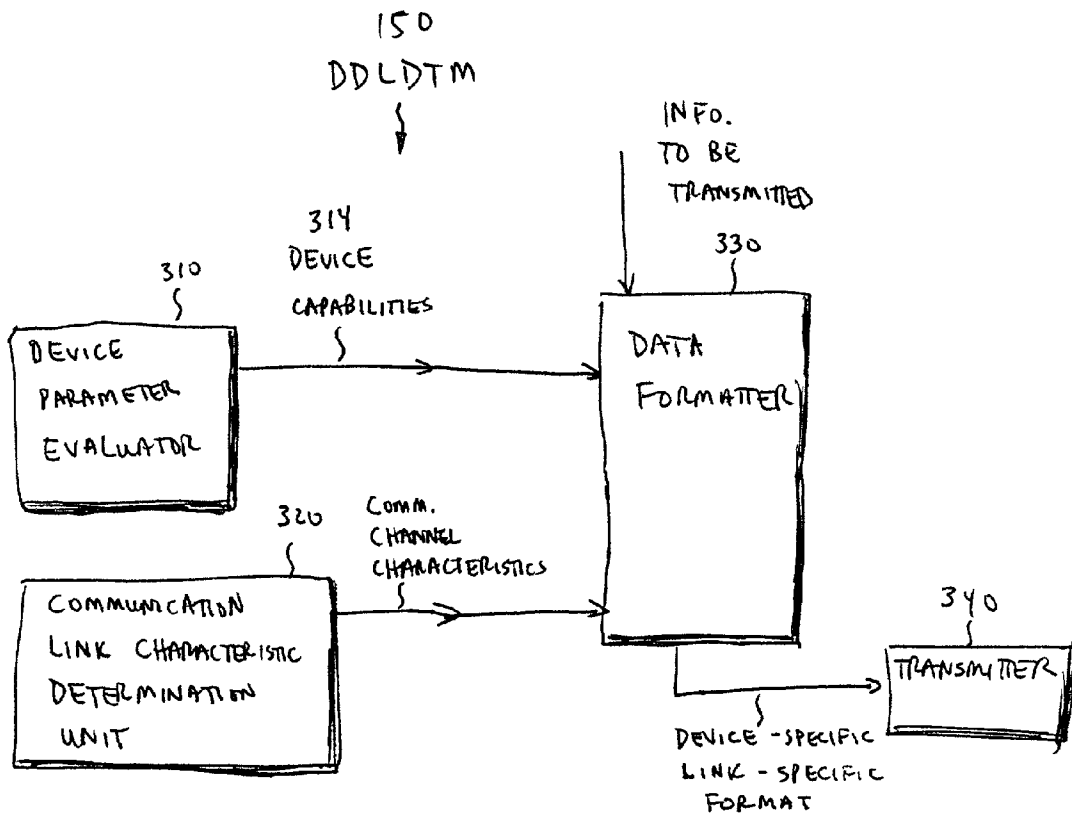 150
DDLDTM
INFO.
TO BE
TRANSMITTED
314
DEVICE
CAPABILITIES
310
330
DEVICE
PARAMETER
EVALUATOR
DATA
FORMATTER
320
COMM.
CHANNEL
CHARACTERISTICS
COMMUNICATION
LINK CHARACTERISTIC
DETERMINATION
UNIT
340
TRANSMITTER
DEVICE-SPECIFIC
LINK-SPECIFIC
FORMAT